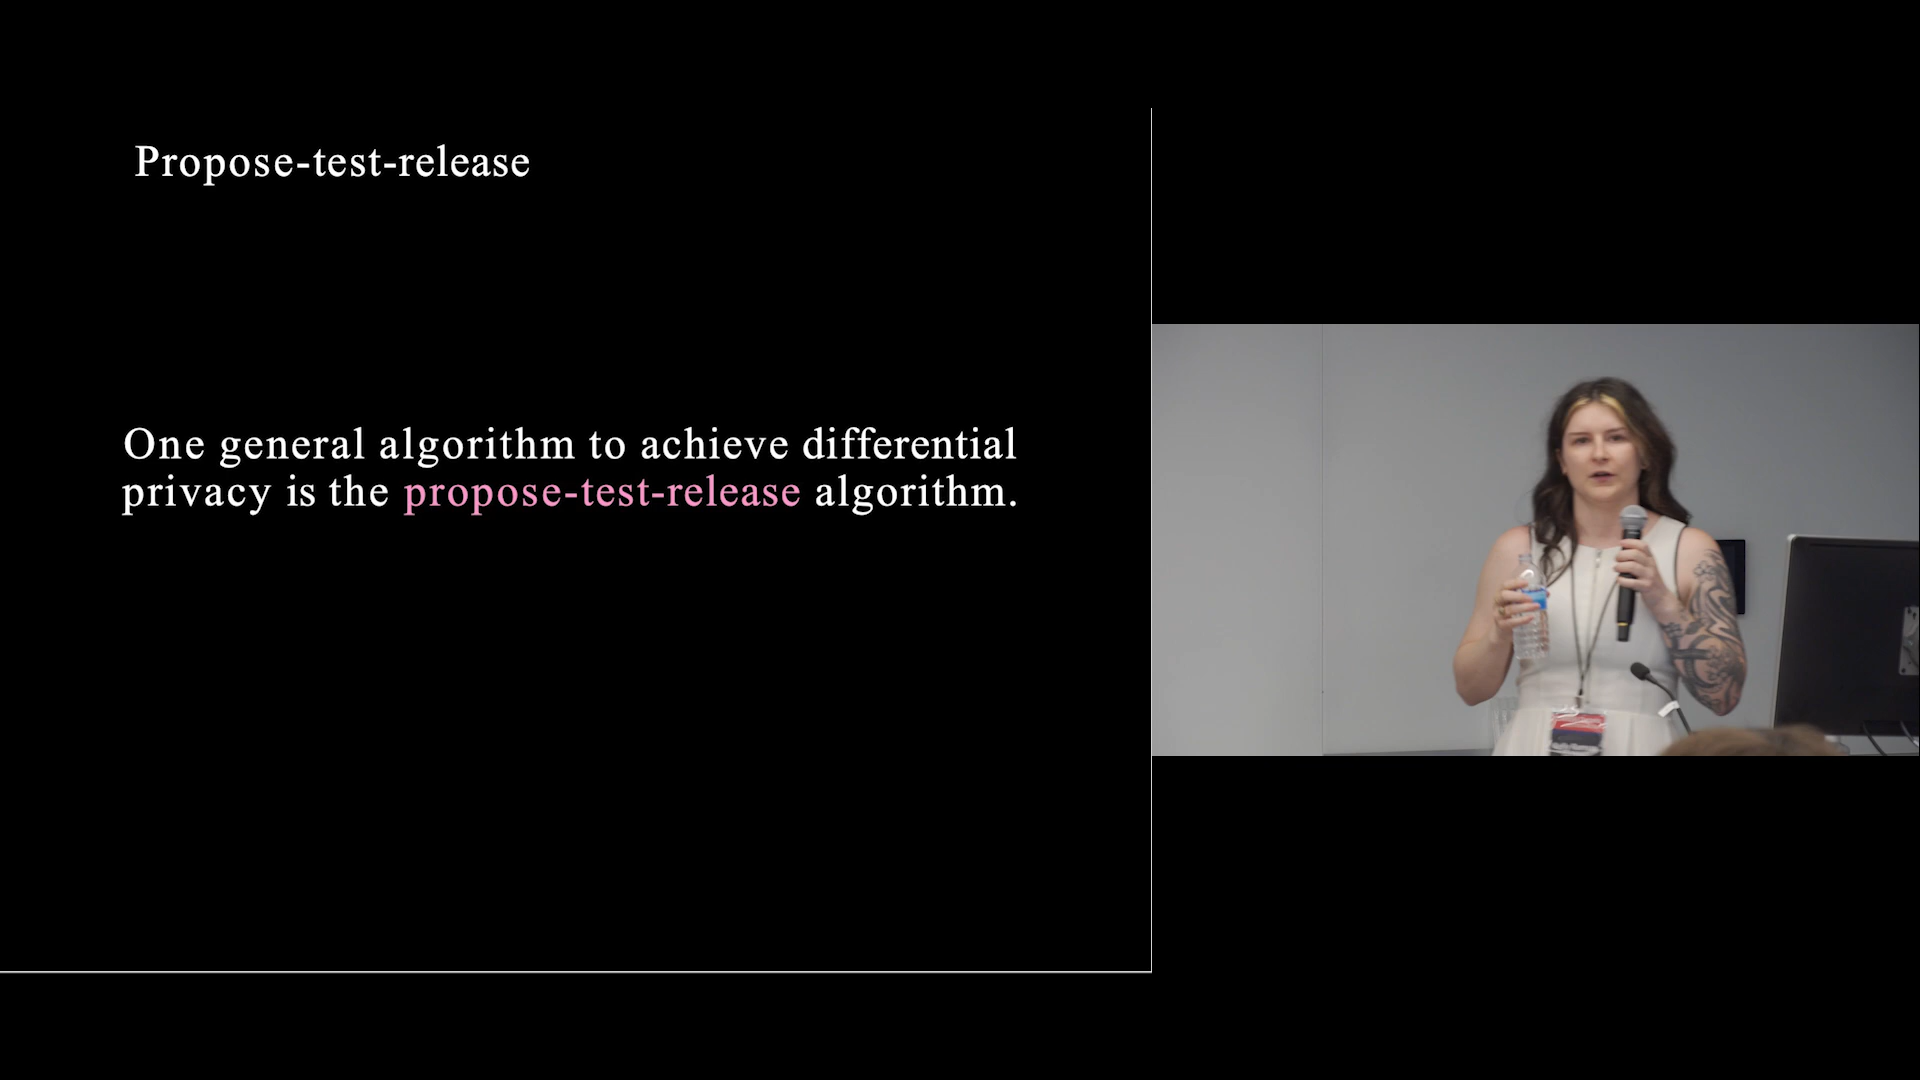 Propose-test-release
One general algorithm to achieve differential
privacy is the propose-test-release algorithm.